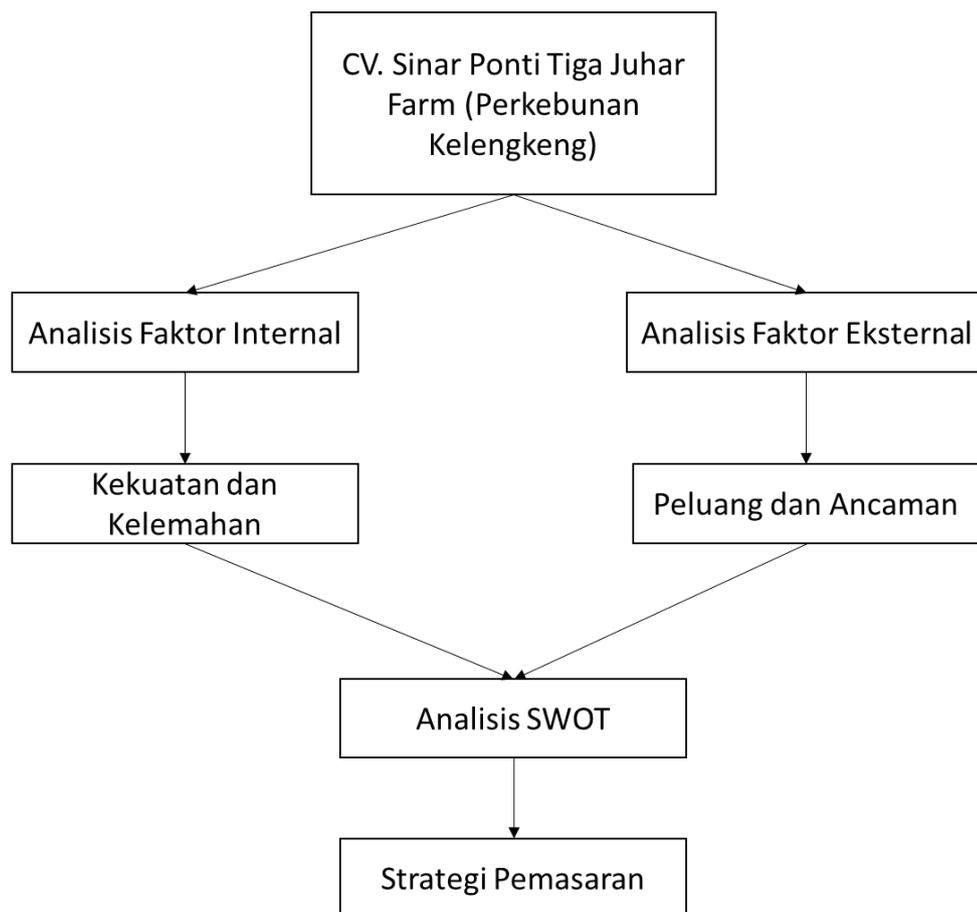 CV. Sinar Ponti Tiga Juhar
Farm (Perkebunan
Kelengkeng)
Analisis Faktor Internal
Analisis Faktor Eksternal
Kekuatan dan
Kelemahan
Peluang dan Ancaman
Analisis SWOT
Strategi Pemasaran